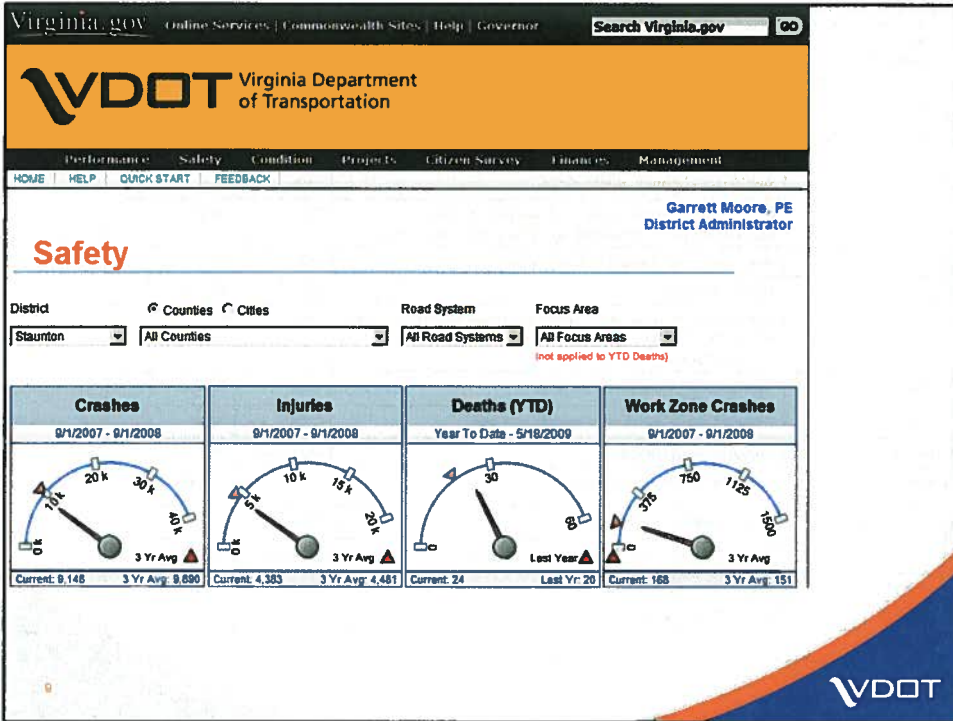 Virginia.gov Online Services | Commonwealth Sites | Help | Governor Search Virginia.gov GO
VDOT Virginia Department
of Transportation
Performance Safety Condition Projects Citizen Survey Finances Management
HOME | HELP | QUICK START | FEEDBACK
Garrett Moore, PE
District Administrator
Safety
District Counties Cities Road System Focus Area
Staunton All Counties All Road Systems All Focus Areas
(not applied to YTD Deaths)
Crashes Injuries Deaths (YTD) Work Zone Crashes
9/1/2007 - 9/1/2008 9/1/2007 - 9/1/2008 Year To Date - 5/18/2009 9/1/2007 - 9/1/2008
0k 10k 20k 30k 40k
3 Yr Avg
0k 5k 10k 15k 20k
3 Yr Avg
0 30 60
Last Year
0 375 750 1125 1500
3 Yr Avg
Current: 9,146 3 Yr Avg: 9,690 Current: 4,383 3 Yr Avg: 4,461 Current: 24 Last Yr: 20 Current: 168 3 Yr Avg: 151
9
VDOT